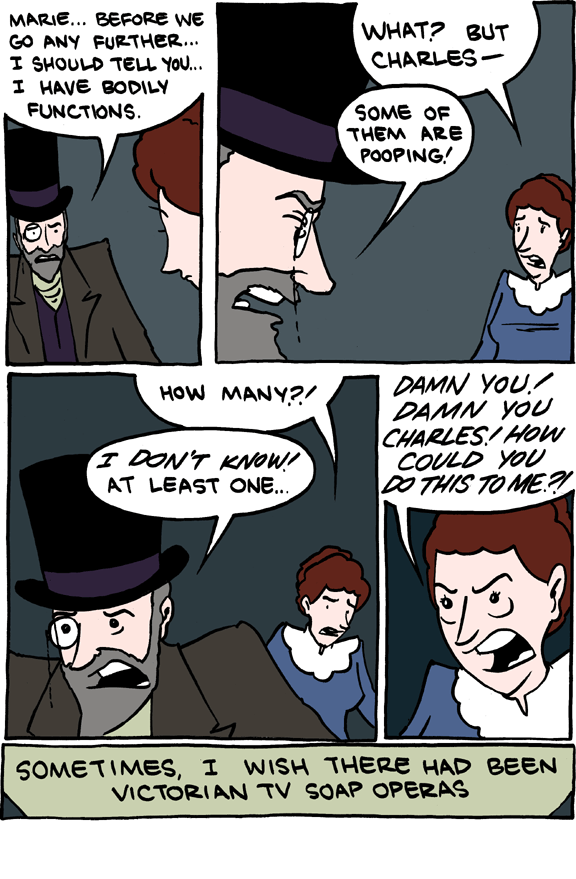 MARIE... BEFORE WE
GO ANY FURTHER...
I SHOULD TELL YOU...
I HAVE BODILY
FUNCTIONS.
WHAT? BUT
CHARLES—
SOME OF
THEM ARE
POOPING!
HOW MANY?!
I DON'T KNOW!
AT LEAST ONE...
DAMN YOU!
DAMN YOU
CHARLES! HOW
COULD YOU
DO THIS TO ME?!
SOMETIMES, I WISH THERE HAD BEEN
VICTORIAN TV SOAP OPERAS